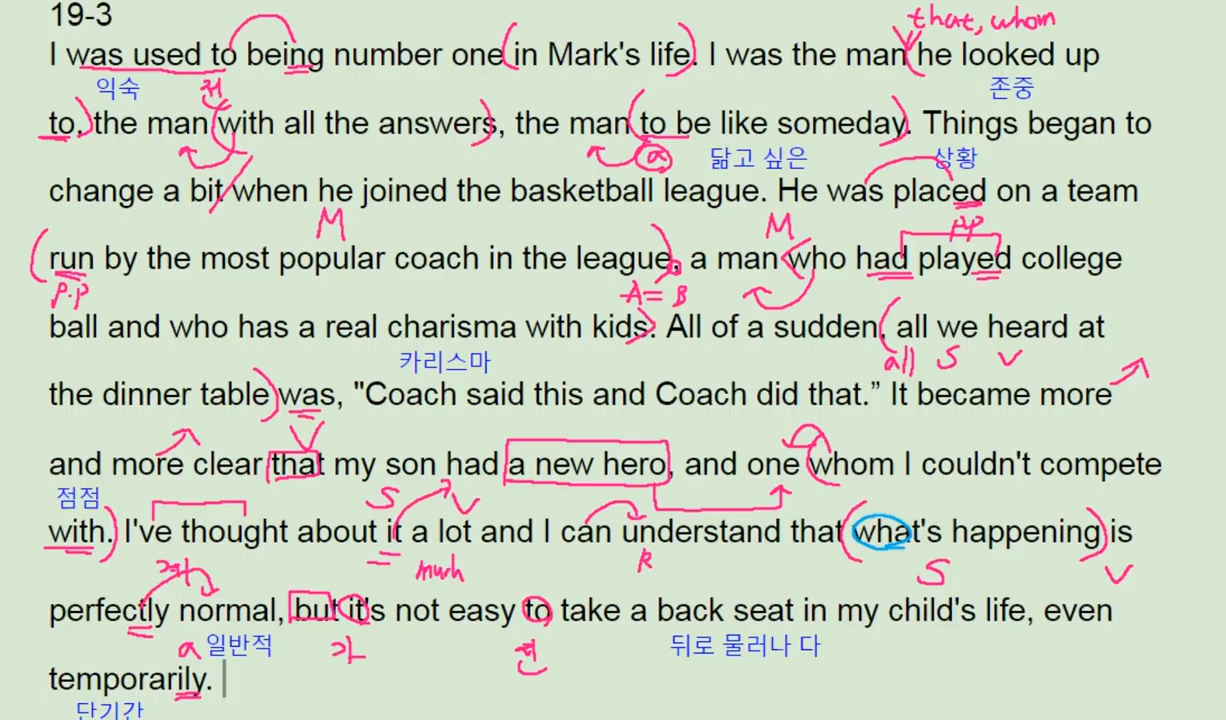 19-3
that, whom
I was used to being number one in Mark's life. I was the man he looked up
익숙 전 존중
to, the man with all the answers, the man to be like someday. Things began to
a 닮고 싶은 상황
change a bit when he joined the basketball league. He was placed on a team
M M p.p
run by the most popular coach in the league, a man who had played college
p.p A = B
ball and who has a real charisma with kids. All of a sudden, all we heard at
카리스마 all S V
the dinner table was, "Coach said this and Coach did that.” It became more
V
and more clear that my son had a new hero, and one whom I couldn't compete
점점 S V
with. I've thought about it a lot and I can understand that what's happening is
much R S V
perfectly normal, but it's not easy to take a back seat in my child's life, even
a 일반적 가 진 뒤로 물러나 다
temporarily.
단기간